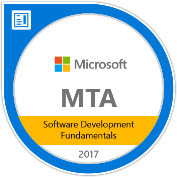 Microsoft
MTA
Software Development
Fundamentals
2017